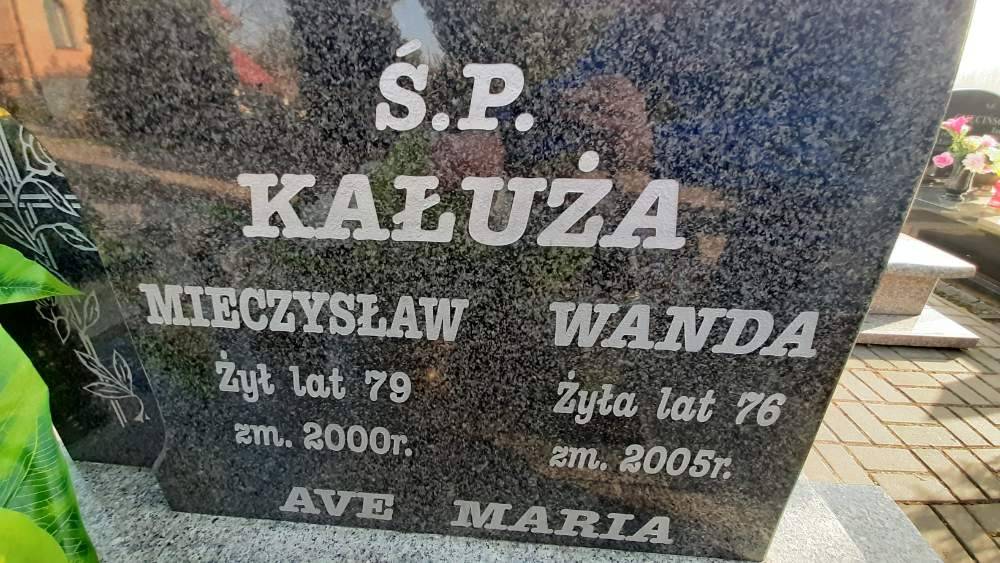 Ś.P.
KAŁUŻA
MIECZYSŁAW
Żył lat 79
zm. 2000r.
WANDA
Żyła lat 76
zm. 2005r.
AVE MARIA